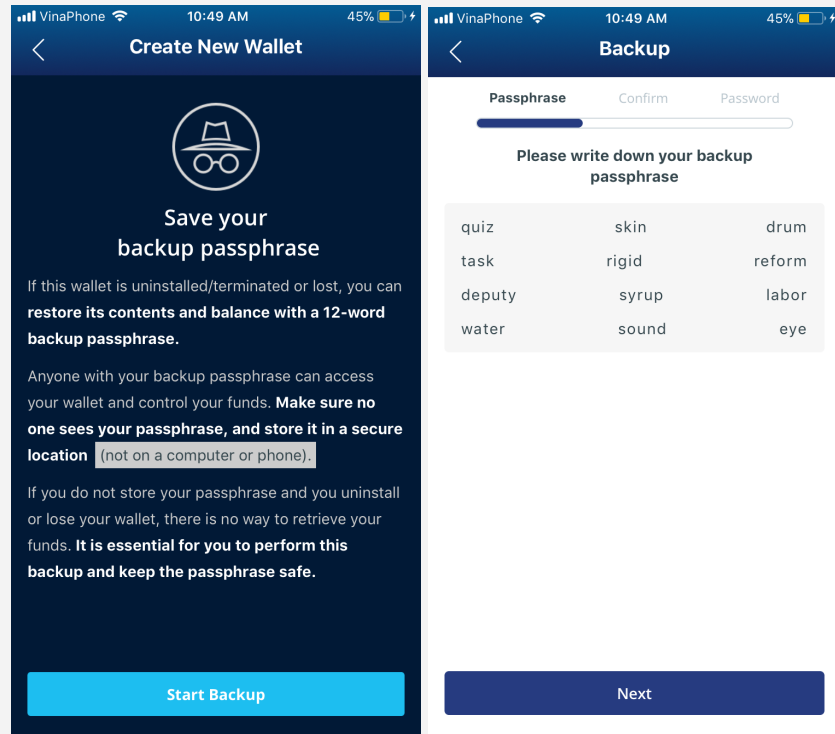 VinaPhone 10:49 AM 45%
Create New Wallet
Save your
backup passphrase
If this wallet is uninstalled/terminated or lost, you can
restore its contents and balance with a 12-word
backup passphrase.
Anyone with your backup passphrase can access
your wallet and control your funds. Make sure no
one sees your passphrase, and store it in a secure
location (not on a computer or phone).
If you do not store your passphrase and you uninstall
or lose your wallet, there is no way to retrieve your
funds. It is essential for you to perform this
backup and keep the passphrase safe.
Start Backup
VinaPhone 10:49 AM 45%
Backup
Passphrase Confirm Password
Please write down your backup
passphrase
quiz skin drum
task rigid reform
deputy syrup labor
water sound eye
Next